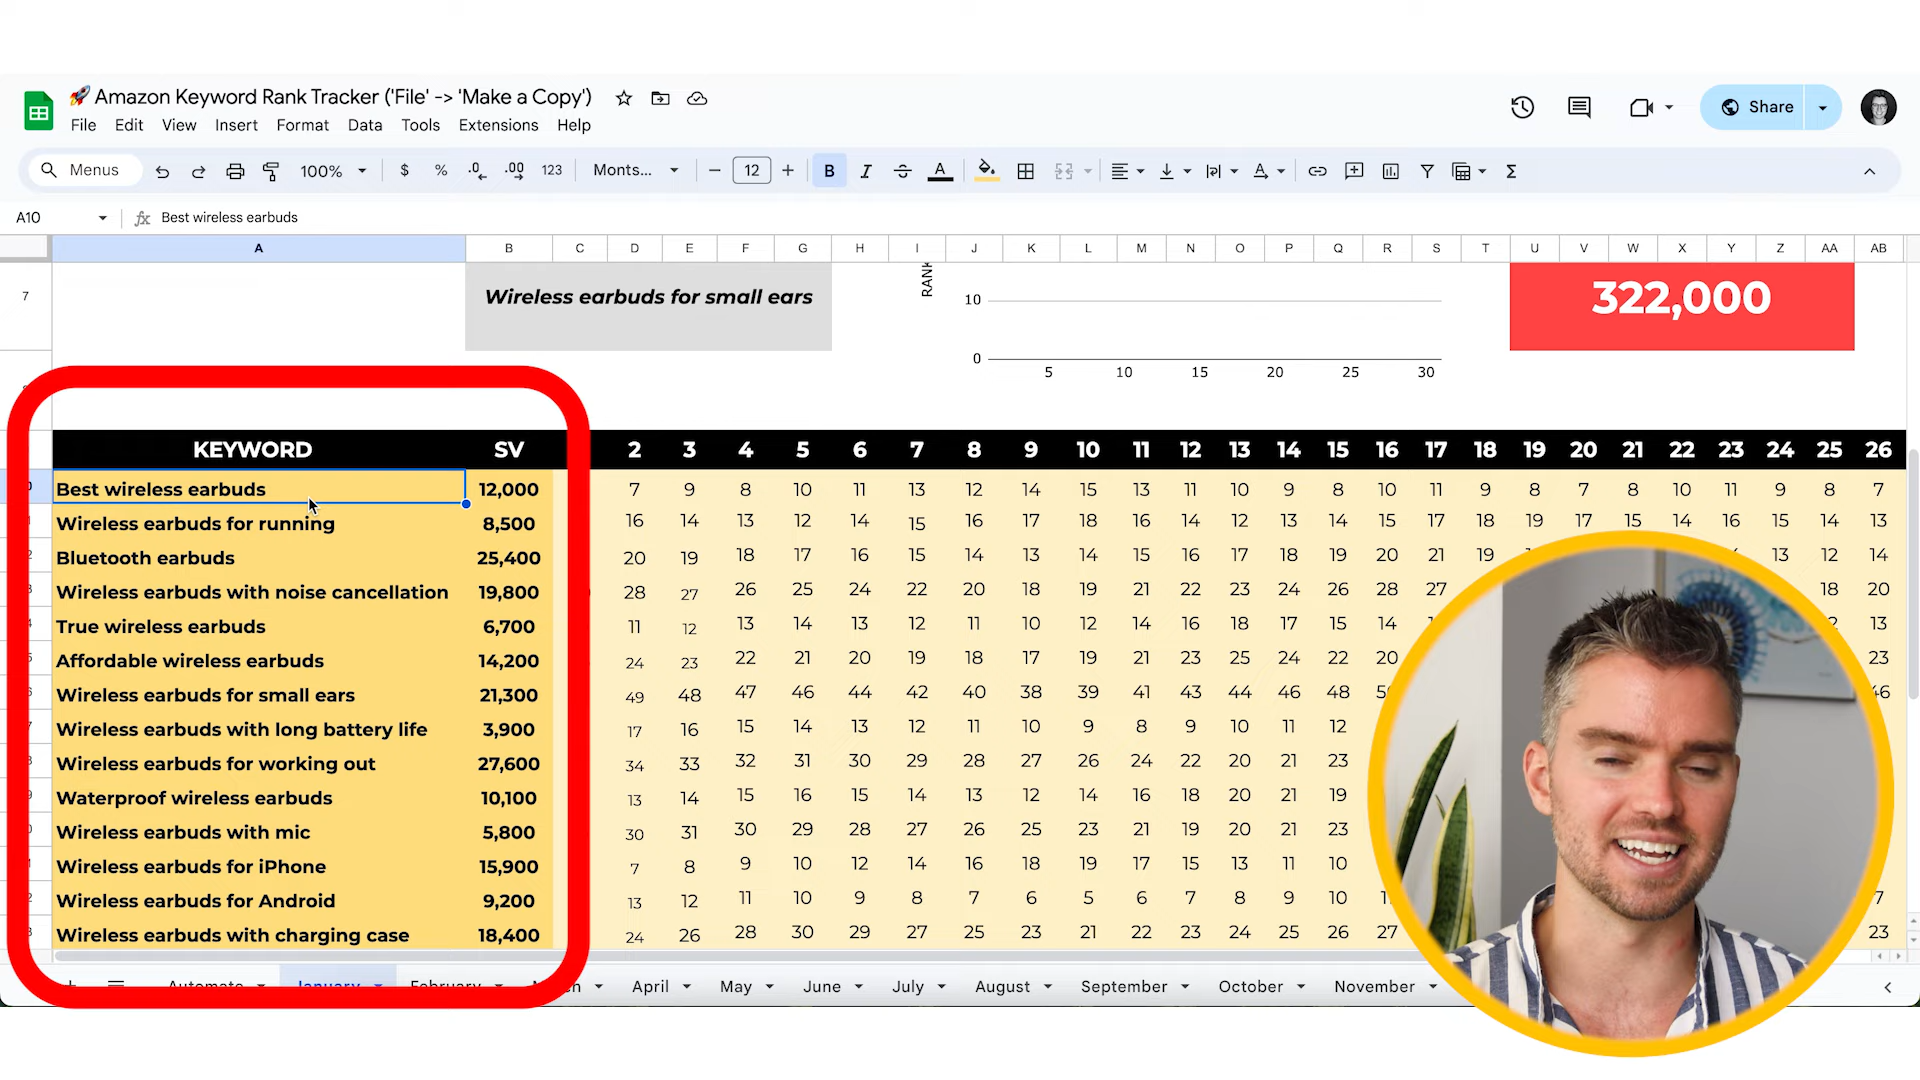 🚀 Amazon Keyword Rank Tracker ('File' -> 'Make a Copy')
File Edit View Insert Format Data Tools Extensions Help
Share
Menus 100% $ % .0 .00 123 Monts... 12 B I A
A10 fx Best wireless earbuds
A B C D E F G H I J K L M N O P Q R S T U V W X Y Z AA AB
7 Wireless earbuds for small ears RANK 10 322,000
0
5 10 15 20 25 30
KEYWORD SV 2 3 4 5 6 7 8 9 10 11 12 13 14 15 16 17 18 19 20 21 22 23 24 25 26
Best wireless earbuds 12,000 7 9 8 10 11 13 12 14 15 13 11 10 9 8 10 11 9 8 7 8 10 11 9 8 7
Wireless earbuds for running 8,500 16 14 13 12 14 15 16 17 18 16 14 12 13 14 15 17 18 19 17 15 14 16 15 14 13
Bluetooth earbuds 25,400 20 19 18 17 16 15 14 13 14 15 16 17 18 19 20 21 19 13 12 14
Wireless earbuds with noise cancellation 19,800 28 27 26 25 24 22 20 18 19 21 22 23 24 26 28 27 18 20
True wireless earbuds 6,700 11 12 13 14 13 12 11 10 12 14 16 18 17 15 14 13
Affordable wireless earbuds 14,200 24 23 22 21 20 19 18 17 19 21 23 25 24 22 20 23
Wireless earbuds for small ears 21,300 49 48 47 46 44 42 40 38 39 41 43 44 46 48 46
Wireless earbuds with long battery life 3,900 17 16 15 14 13 12 11 10 9 8 9 10 11 12
Wireless earbuds for working out 27,600 34 33 32 31 30 29 28 27 26 24 22 20 21 23
Waterproof wireless earbuds 10,100 13 14 15 16 15 14 13 12 14 16 18 20 21 19
Wireless earbuds with mic 5,800 30 31 30 29 28 27 26 25 23 21 19 20 21 23
Wireless earbuds for iPhone 15,900 7 8 9 10 12 14 16 18 19 17 15 13 11 10
Wireless earbuds for Android 9,200 13 12 11 10 9 8 7 6 5 6 7 8 9 10 7
Wireless earbuds with charging case 18,400 24 26 28 30 29 27 25 23 21 22 23 24 25 26 27 23
Automate January February April May June July August September October November